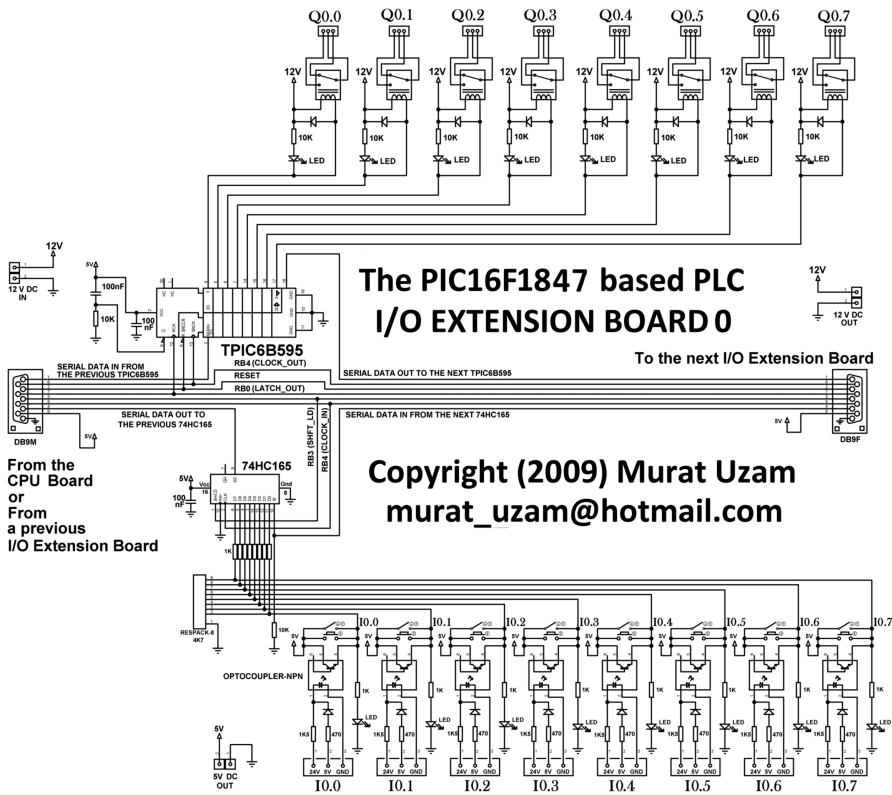 Q0.0 Q0.1 Q0.2 Q0.3 Q0.4 Q0.5 Q0.6 Q0.7
12V 12V 12V 12V 12V 12V 12V 12V
10K 10K 10K 10K 10K 10K 10K 10K
LED LED LED LED LED LED LED LED
12V
12 V DC
IN
5V
100nF
10K
100
nF
NC NC
VCC
GND
GND
GND
TPIC6B595
The PIC16F1847 based PLC
I/O EXTENSION BOARD 0
12V
12 V DC
OUT
To the next I/O Extension Board
SERIAL DATA IN FROM
THE PREVIOUS TPIC6B595
RB4 (CLOCK_OUT)
RESET
RB0 (LATCH_OUT)
SERIAL DATA OUT TO THE NEXT TPIC6B595
SERIAL DATA OUT TO
THE PREVIOUS 74HC165
SERIAL DATA IN FROM THE NEXT 74HC165
RB3 (SHFT_LD)
RB4 (CLOCK_IN)
DB9M
5V
5V
DB9F
From the
CPU Board
or
From
a previous
I/O Extension Board
74HC165
5V
Vcc
16
Gnd
8
100
nF
1K
Copyright (2009) Murat Uzam
murat_uzam@hotmail.com
RESPACK-8
4K7
10K
I0.0 I0.1 I0.2 I0.3 I0.4 I0.5 I0.6 I0.7
5V 5V 5V 5V 5V 5V 5V 5V
OPTOCOUPLER-NPN
1K 1K 1K 1K 1K 1K 1K 1K
LED LED LED LED LED LED LED LED
1K5 470 1K5 470 1K5 470 1K5 470 1K5 470 1K5 470 1K5 470 1K5 470
5V
5V DC
OUT
24V 5V GND 24V 5V GND 24V 5V GND 24V 5V GND 24V 5V GND 24V 5V GND 24V 5V GND 24V 5V GND
I0.0 I0.1 I0.2 I0.3 I0.4 I0.5 I0.6 I0.7